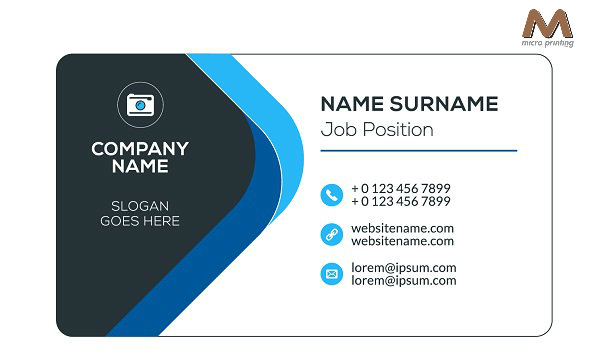 M
micro printing
COMPANY
NAME
SLOGAN
GOES HERE
NAME SURNAME
Job Position
+ 0 123 456 7899
+ 0 123 456 7899
websitename.com
websitename.com
lorem@ipsum.com
lorem@ipsum.com